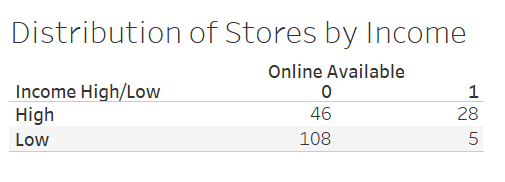 Distribution of Stores by Income
Online Available
Income High/Low 0 1
High 46 28
Low 108 5